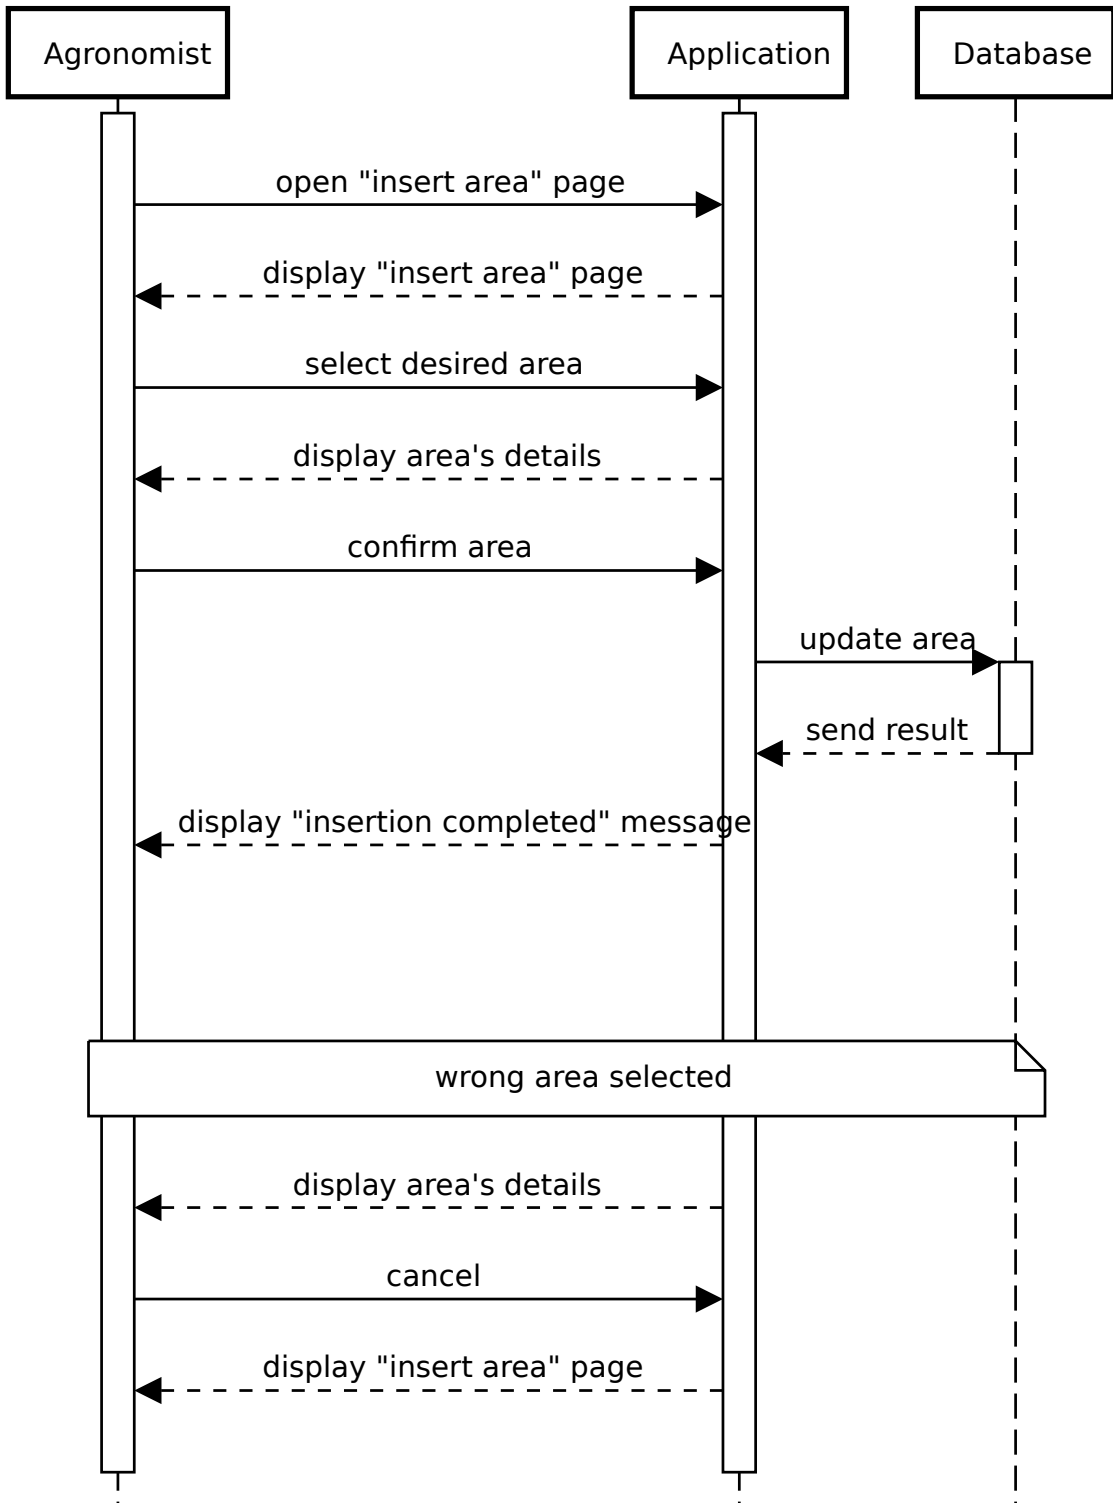 Agronomist
Application
Database
open "insert area" page
display "insert area" page
select desired area
display area's details
confirm area
update area
send result
display "insertion completed" message
wrong area selected
display area's details
cancel
display "insert area" page